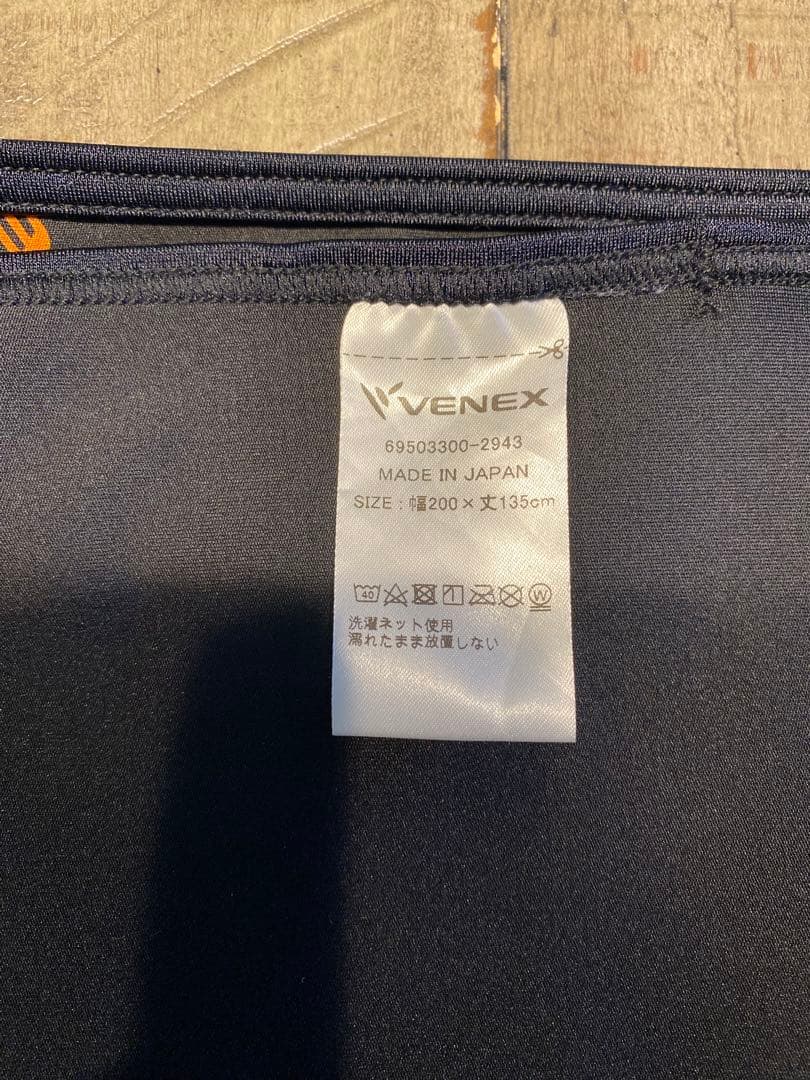 VENEX
69503300-2943
MADE IN JAPAN
SIZE : 幅200×丈135cm
40 W
洗濯ネット使用
濡れたまま放置しない